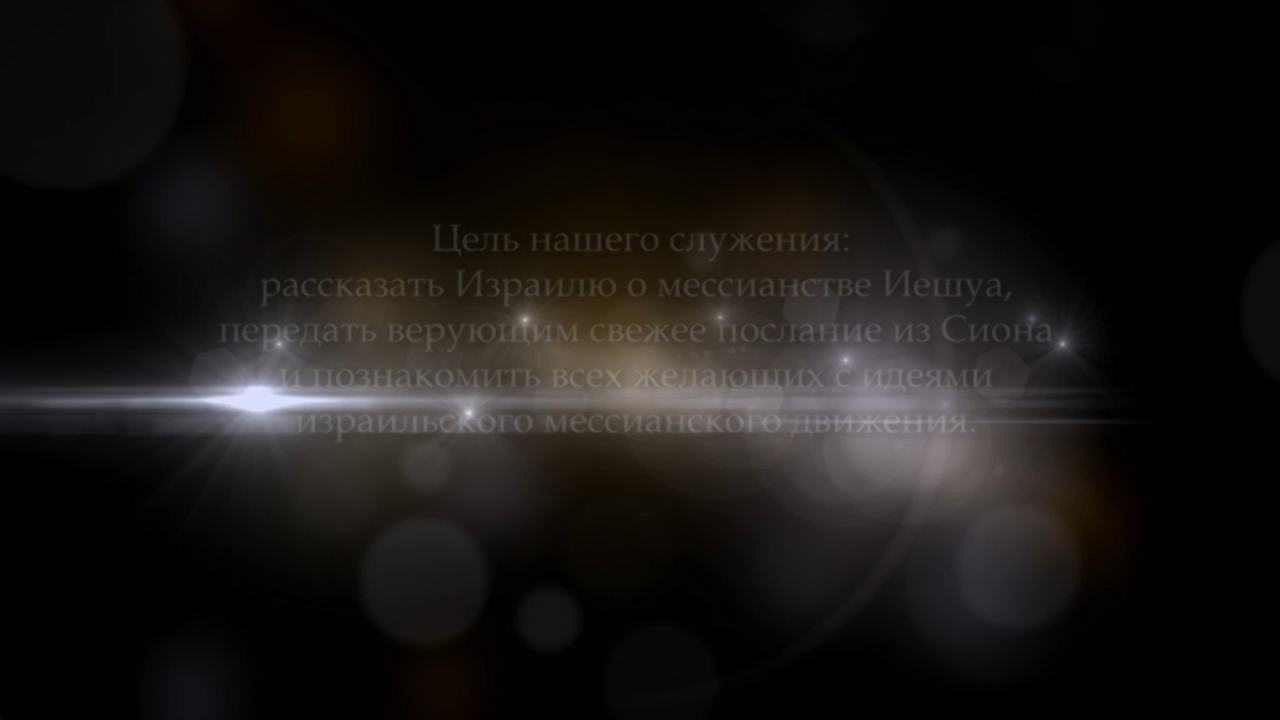 Цель нашего служения:
рассказать Израилю о мессианстве Иешуа,
передать верующим свежее послание из Сиона
и познакомить всех желающих с идеями
израильского мессианского движения.